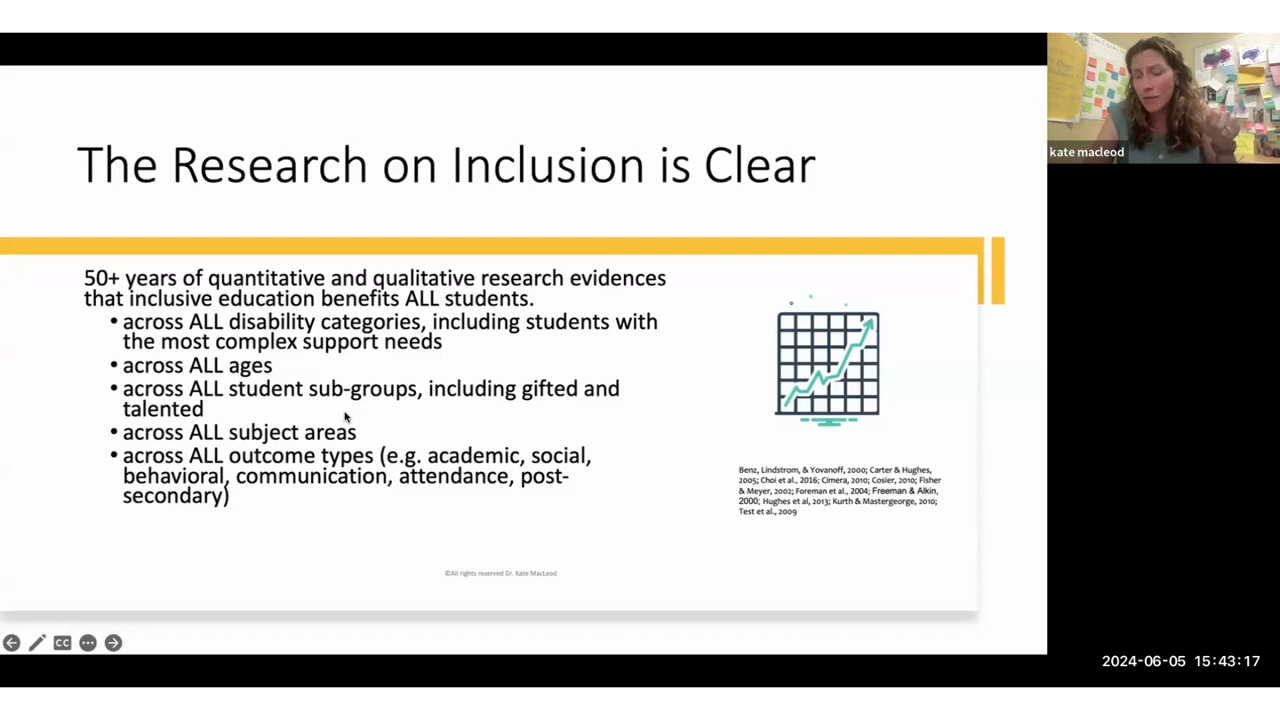 The Research on Inclusion is Clear
50+ years of quantitative and qualitative research evidences
that inclusive education benefits ALL students.
• across ALL disability categories, including students with
the most complex support needs
• across ALL ages
• across ALL student sub-groups, including gifted and
talented
• across ALL subject areas
• across ALL outcome types (e.g. academic, social,
behavioral, communication, attendance, post-
secondary)
Benz, Lindstrom, & Yovanoff, 2000; Carter & Hughes,
2005; Choi et al., 2016; Cimera, 2010; Cosier, 2010; Fisher
& Meyer, 2002; Foreman et al., 2004; Freeman & Alkin,
2000; Hughes et al, 2013; Kurth & Mastergeorge, 2010;
Test et al., 2009
©All rights reserved Dr. Kate MacLeod
CC
kate macleod
2024-06-05 15:43:17